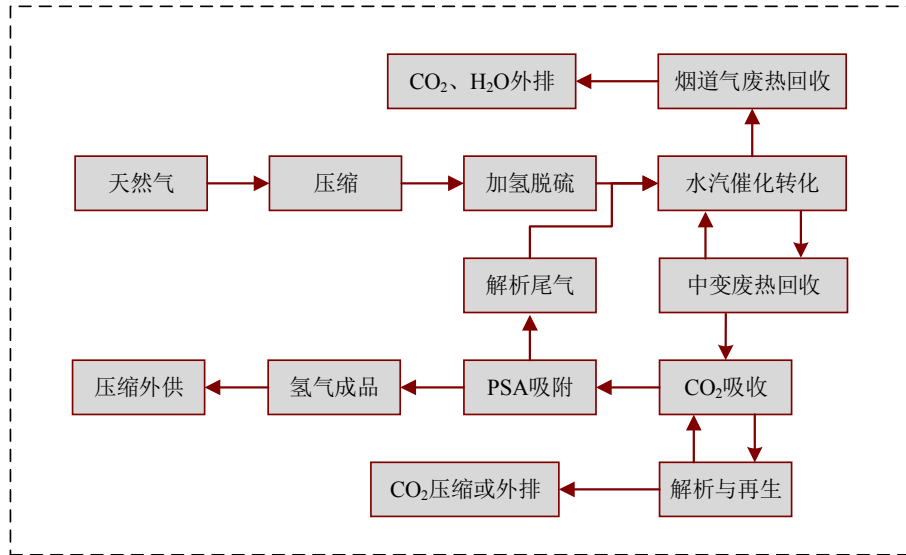 CO₂、H₂O外排
烟道气废热回收
天然气
压缩
加氢脱硫
水汽催化转化
解析尾气
中变废热回收
压缩外供
氢气成品
PSA吸附
CO₂吸收
CO₂压缩或外排
解析与再生